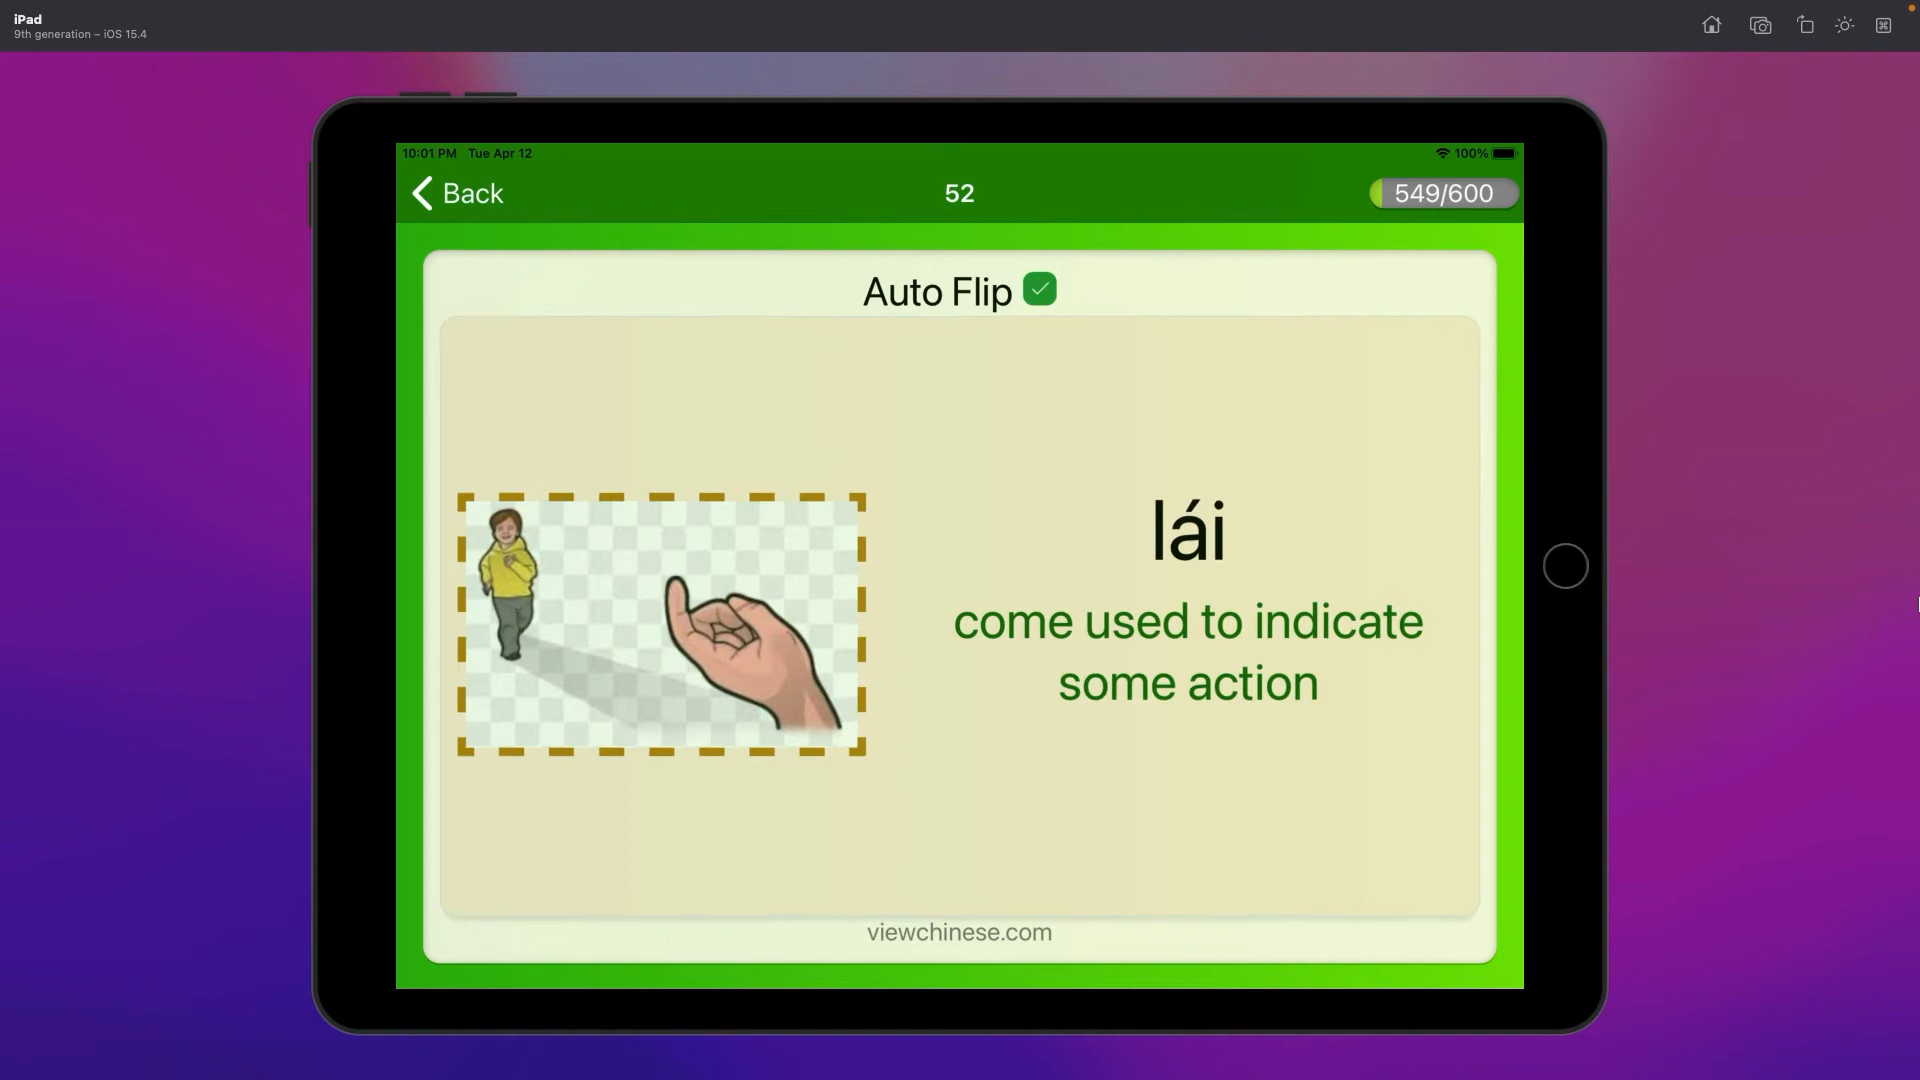 iPad
9th generation – iOS 15.4
10:01 PM Tue Apr 12
100%
Back
52
549/600
Auto Flip
lái
come used to indicate
some action
viewchinese.com